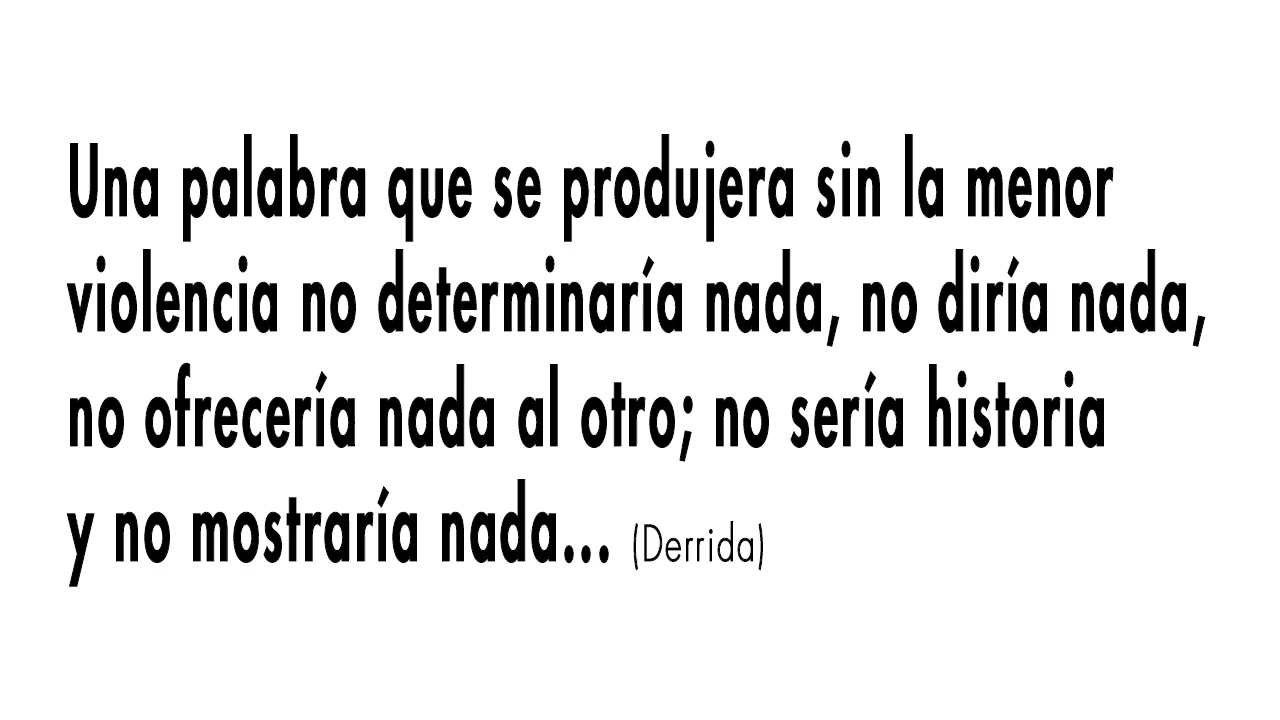 Una palabra que se produjera sin la menor
violencia no determinaría nada, no diría nada,
no ofrecería nada al otro; no sería historia
y no mostraría nada... (Derrida)